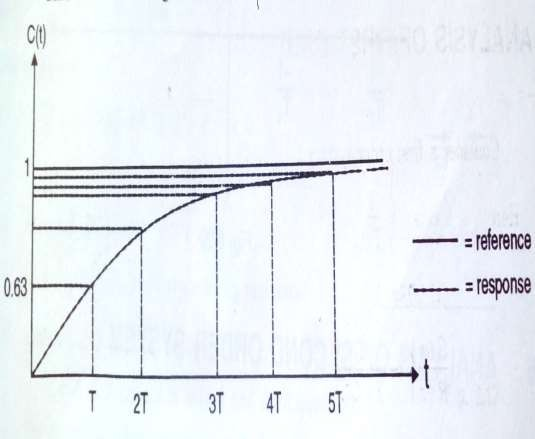 C(t)
1
0.63
= reference
= response
t
T 2T 3T 4T 5T